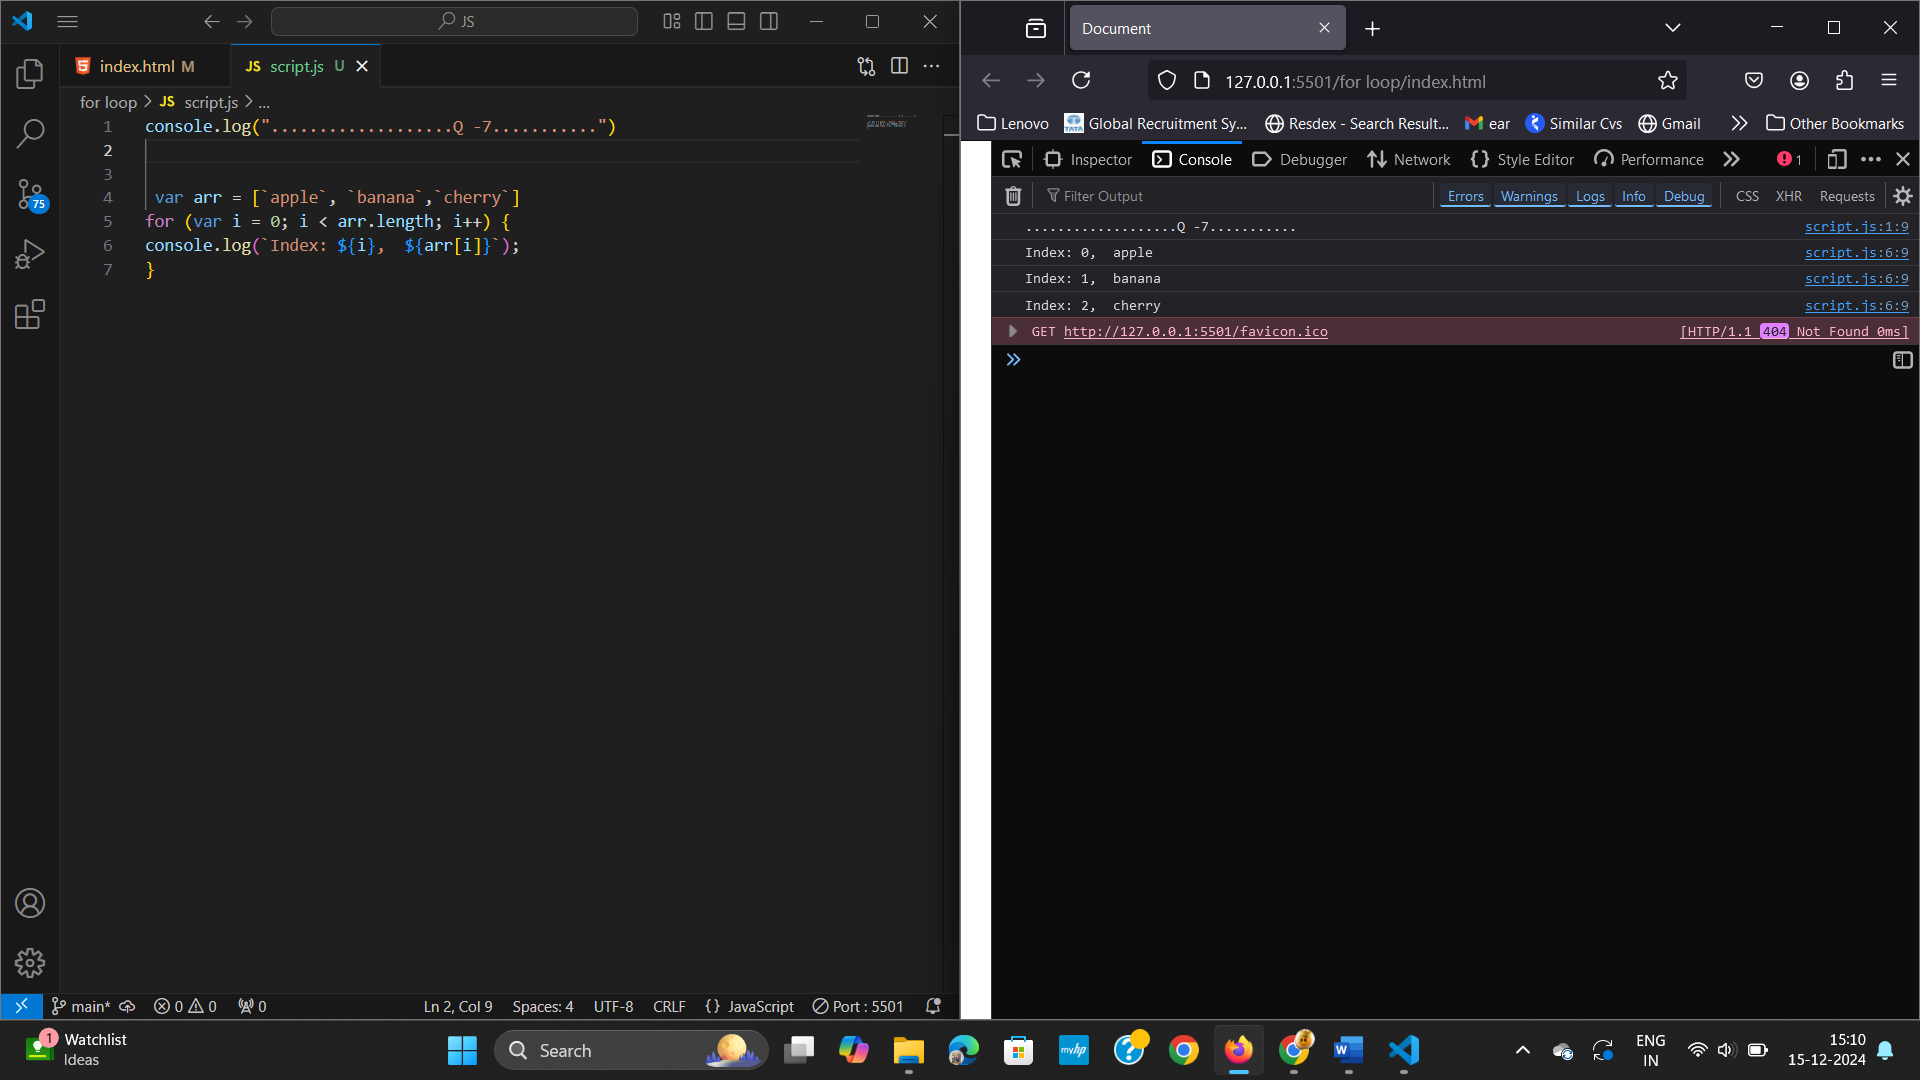 JS
index.html M
JS script.js U
for loop > JS script.js > ...
1 console.log("...................Q -7...........")
2
3
4 var arr = [`apple`, `banana`,`cherry`]
5 for (var i = 0; i < arr.length; i++) {
6 console.log(`Index: ${i},  ${arr[i]}`);
7 }
75
main* 0 0 0 Ln 2, Col 9 Spaces: 4 UTF-8 CRLF {} JavaScript Port : 5501
Document
127.0.0.1:5501/for loop/index.html
Lenovo TATA Global Recruitment Sy... Resdex - Search Result... ear Similar Cvs Gmail Other Bookmarks
Inspector Console Debugger Network {} Style Editor Performance 1
Filter Output Errors Warnings Logs Info Debug CSS XHR Requests
...................Q -7........... script.js:1:9
Index: 0,  apple script.js:6:9
Index: 1,  banana script.js:6:9
Index: 2,  cherry script.js:6:9
GET http://127.0.0.1:5501/favicon.ico [HTTP/1.1 404 Not Found 0ms]
1 Watchlist
Ideas
Search
myhp
ENG
IN
15:10
15-12-2024